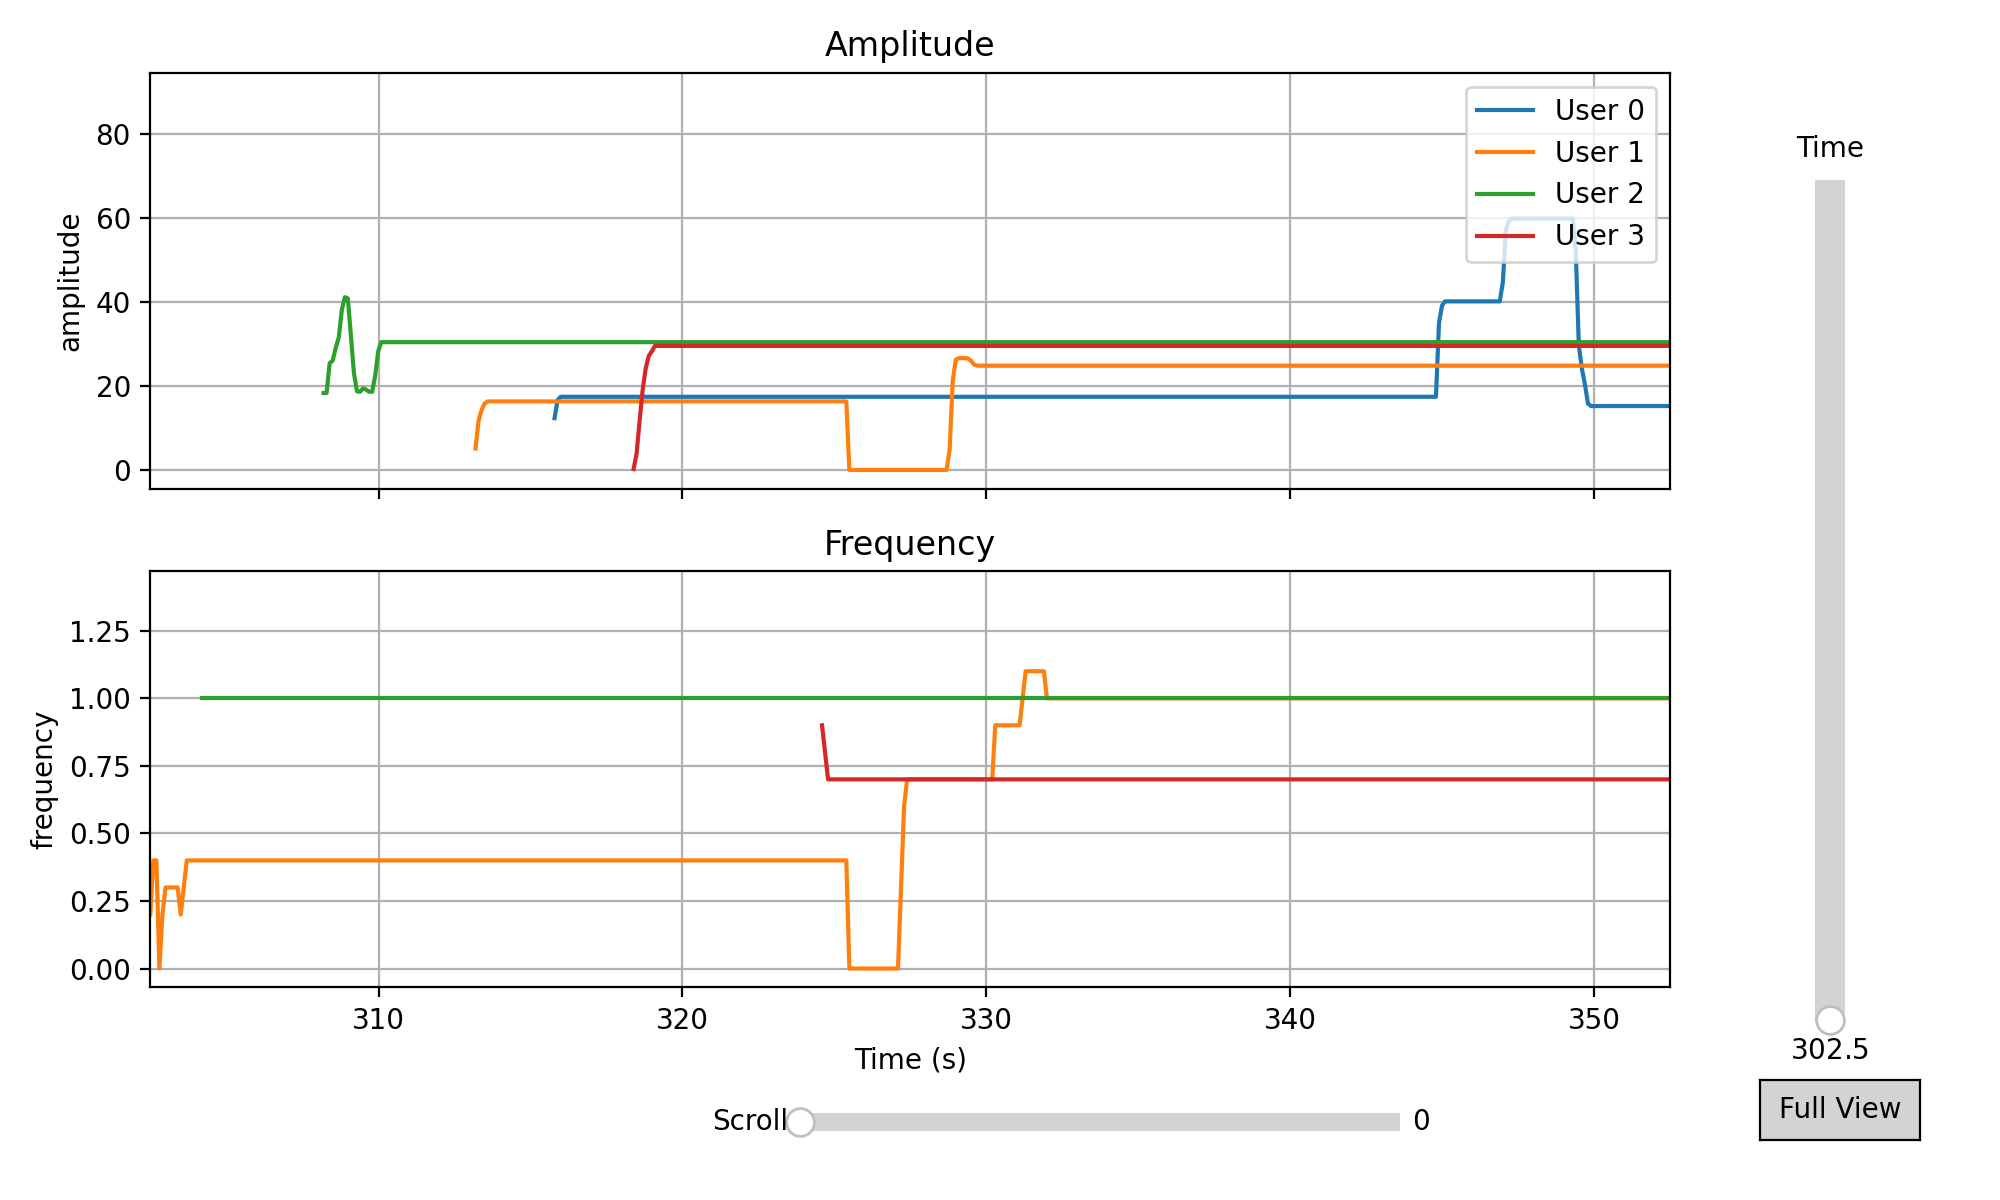 Amplitude
amplitude
80
60
40
20
0
User 0
User 1
User 2
User 3
Frequency
frequency
1.25
1.00
0.75
0.50
0.25
0.00
310 320 330 340 350
Time (s)
Scroll 0
Time
302.5
Full View